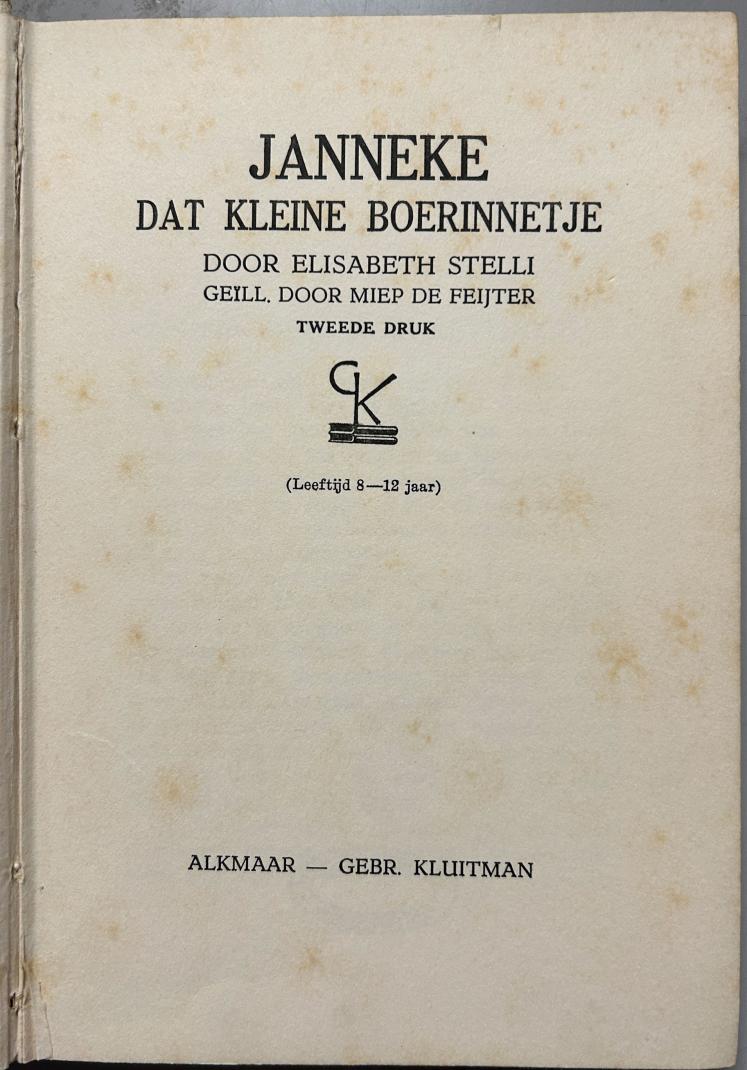 JANNEKE
DAT KLEINE BOERINNETJE
DOOR ELISABETH STELLI
GEÏLL. DOOR MIEP DE FEIJTER
TWEEDE DRUK
GK
(Leeftijd 8—12 jaar)
ALKMAAR — GEBR. KLUITMAN